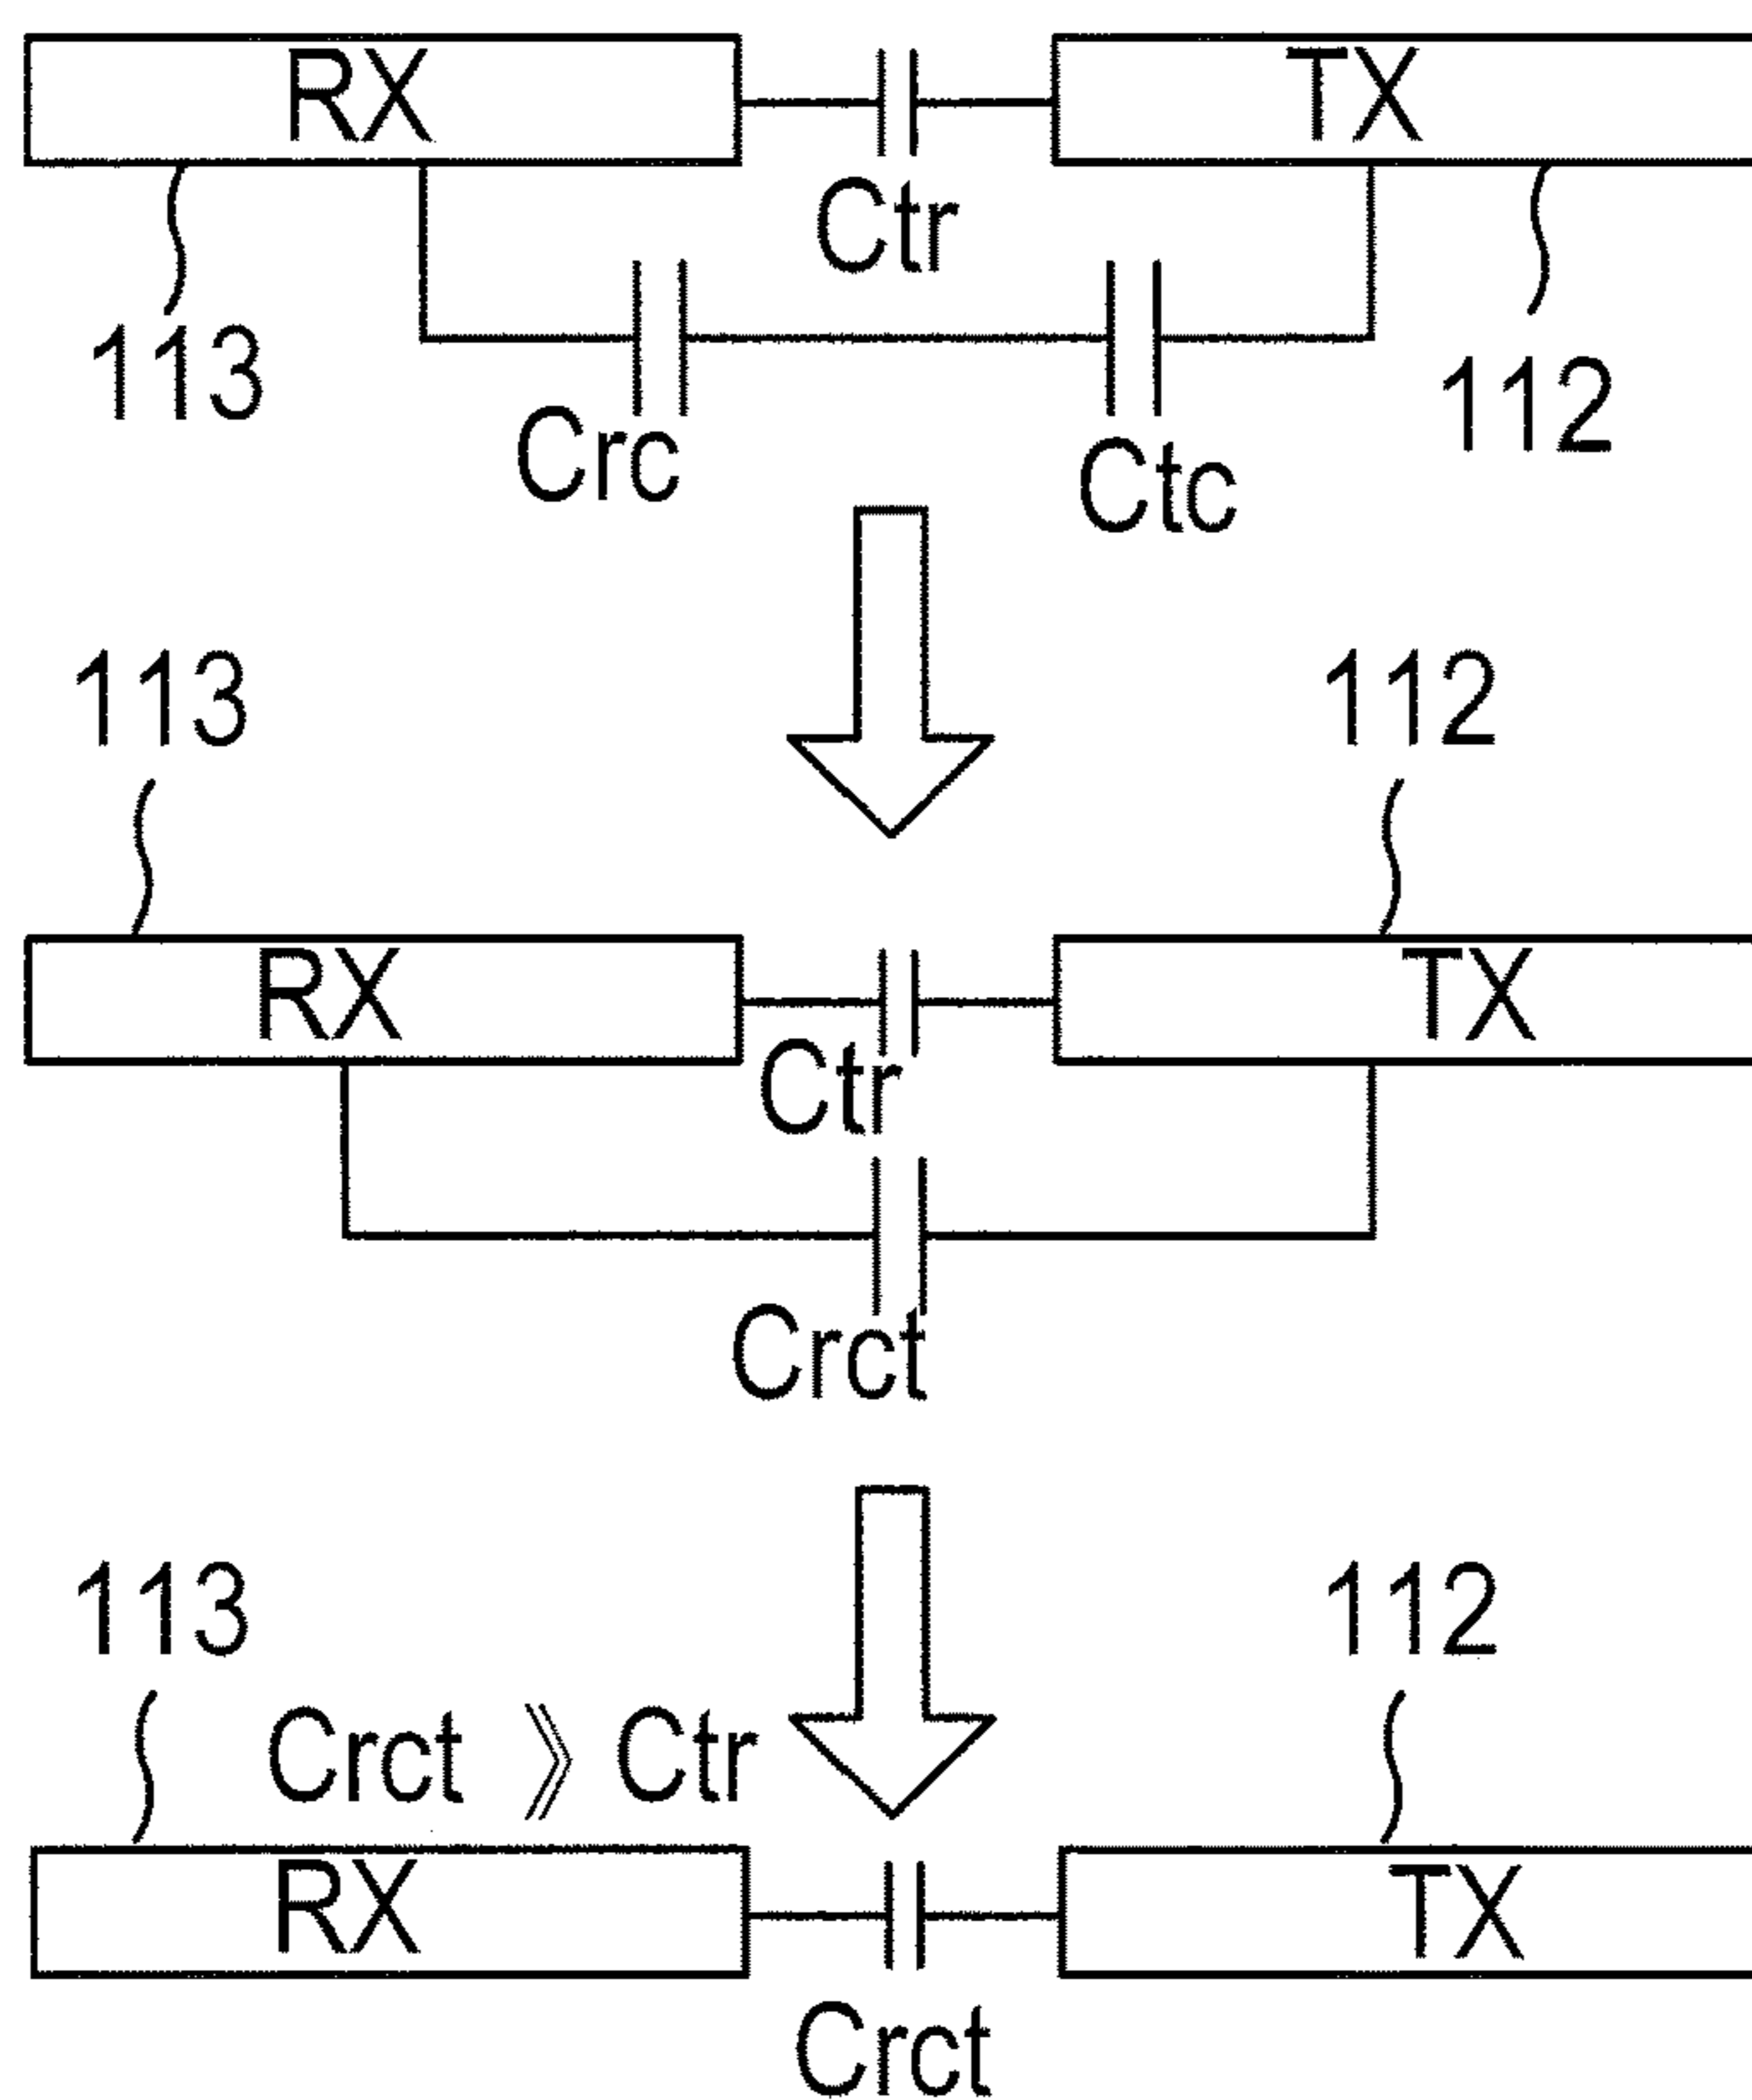 RX
TX
Ctr
113
112
Crc
Ctc
113
112
RX
TX
Ctr
Crct
113
112
Crct 》 Ctr
RX
TX
Crct